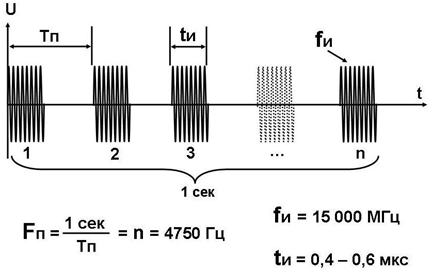 U
Tп
tи
fи
t
1 2 3 ... n
1 сек
Fп = 1 сек / Tп = n = 4750 Гц
fи = 15 000 МГц
tи = 0,4 – 0,6 мкс